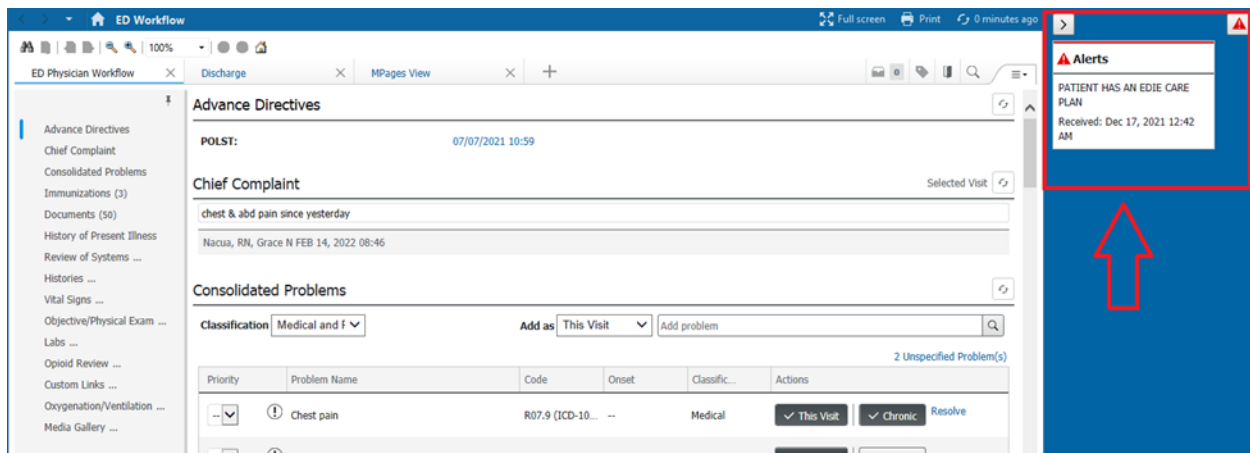 ED Workflow
Full screen
Print
0 minutes ago
100%
ED Physician Workflow
Discharge
MPages View
0
Advance Directives
Chief Complaint
Consolidated Problems
Immunizations (3)
Documents (50)
History of Present Illness
Review of Systems ...
Histories ...
Vital Signs ...
Objective/Physical Exam ...
Labs ...
Opioid Review ...
Custom Links ...
Oxygenation/Ventilation ...
Media Gallery ...
Advance Directives
POLST: 07/07/2021 10:59
Chief Complaint
Selected Visit
chest & abd pain since yesterday
Nacua, RN, Grace N FEB 14, 2022 08:46
Consolidated Problems
Classification Medical and F Add as This Visit Add problem
2 Unspecified Problem(s)
Priority Problem Name Code Onset Classific... Actions
-- Chest pain R07.9 (ICD-10... -- Medical This Visit Chronic Resolve
Alerts
PATIENT HAS AN EDIE CARE
PLAN
Received: Dec 17, 2021 12:42
AM